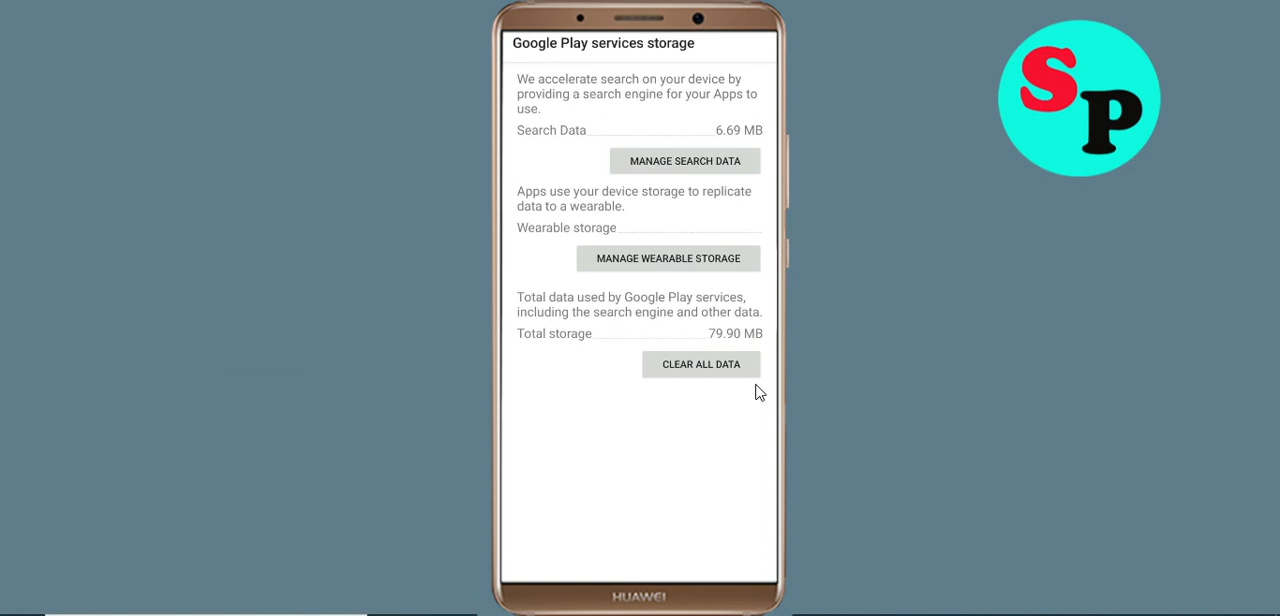 Google Play services storage
We accelerate search on your device by
providing a search engine for your Apps to
use.
Search Data 6.69 MB
MANAGE SEARCH DATA
Apps use your device storage to replicate
data to a wearable.
Wearable storage
MANAGE WEARABLE STORAGE
Total data used by Google Play services,
including the search engine and other data.
Total storage 79.90 MB
CLEAR ALL DATA
HUAWEI
SP